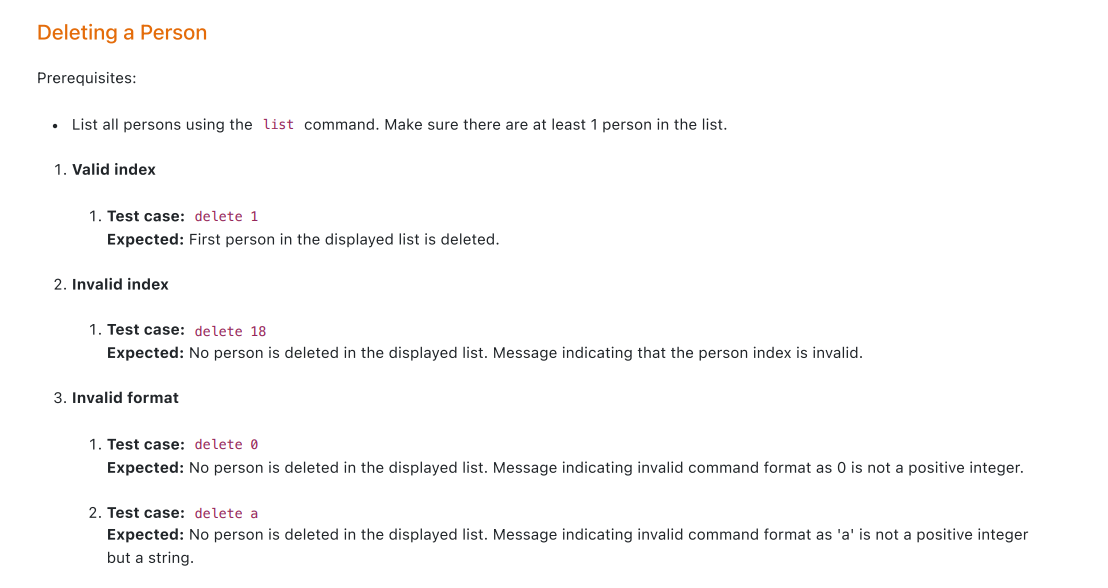 Deleting a Person
Prerequisites:
• List all persons using the list command. Make sure there are at least 1 person in the list.
1. Valid index
1. Test case: delete 1
Expected: First person in the displayed list is deleted.
2. Invalid index
1. Test case: delete 18
Expected: No person is deleted in the displayed list. Message indicating that the person index is invalid.
3. Invalid format
1. Test case: delete 0
Expected: No person is deleted in the displayed list. Message indicating invalid command format as 0 is not a positive integer.
2. Test case: delete a
Expected: No person is deleted in the displayed list. Message indicating invalid command format as 'a' is not a positive integer
but a string.